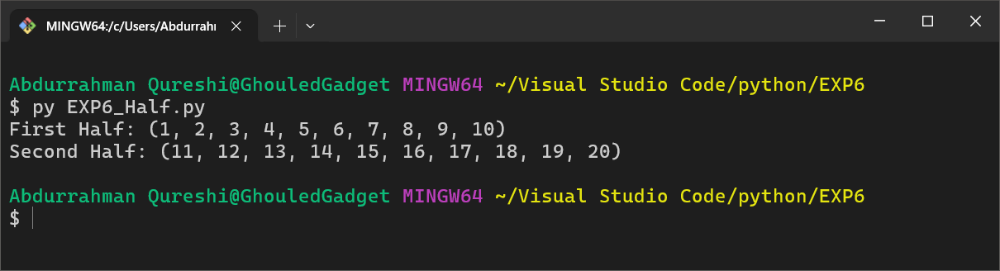 MINGW64:/c/Users/Abdurrahr
Abdurrahman Qureshi@GhouledGadget MINGW64 ~/Visual Studio Code/python/EXP6
$ py EXP6_Half.py
First Half: (1, 2, 3, 4, 5, 6, 7, 8, 9, 10)
Second Half: (11, 12, 13, 14, 15, 16, 17, 18, 19, 20)
Abdurrahman Qureshi@GhouledGadget MINGW64 ~/Visual Studio Code/python/EXP6
$